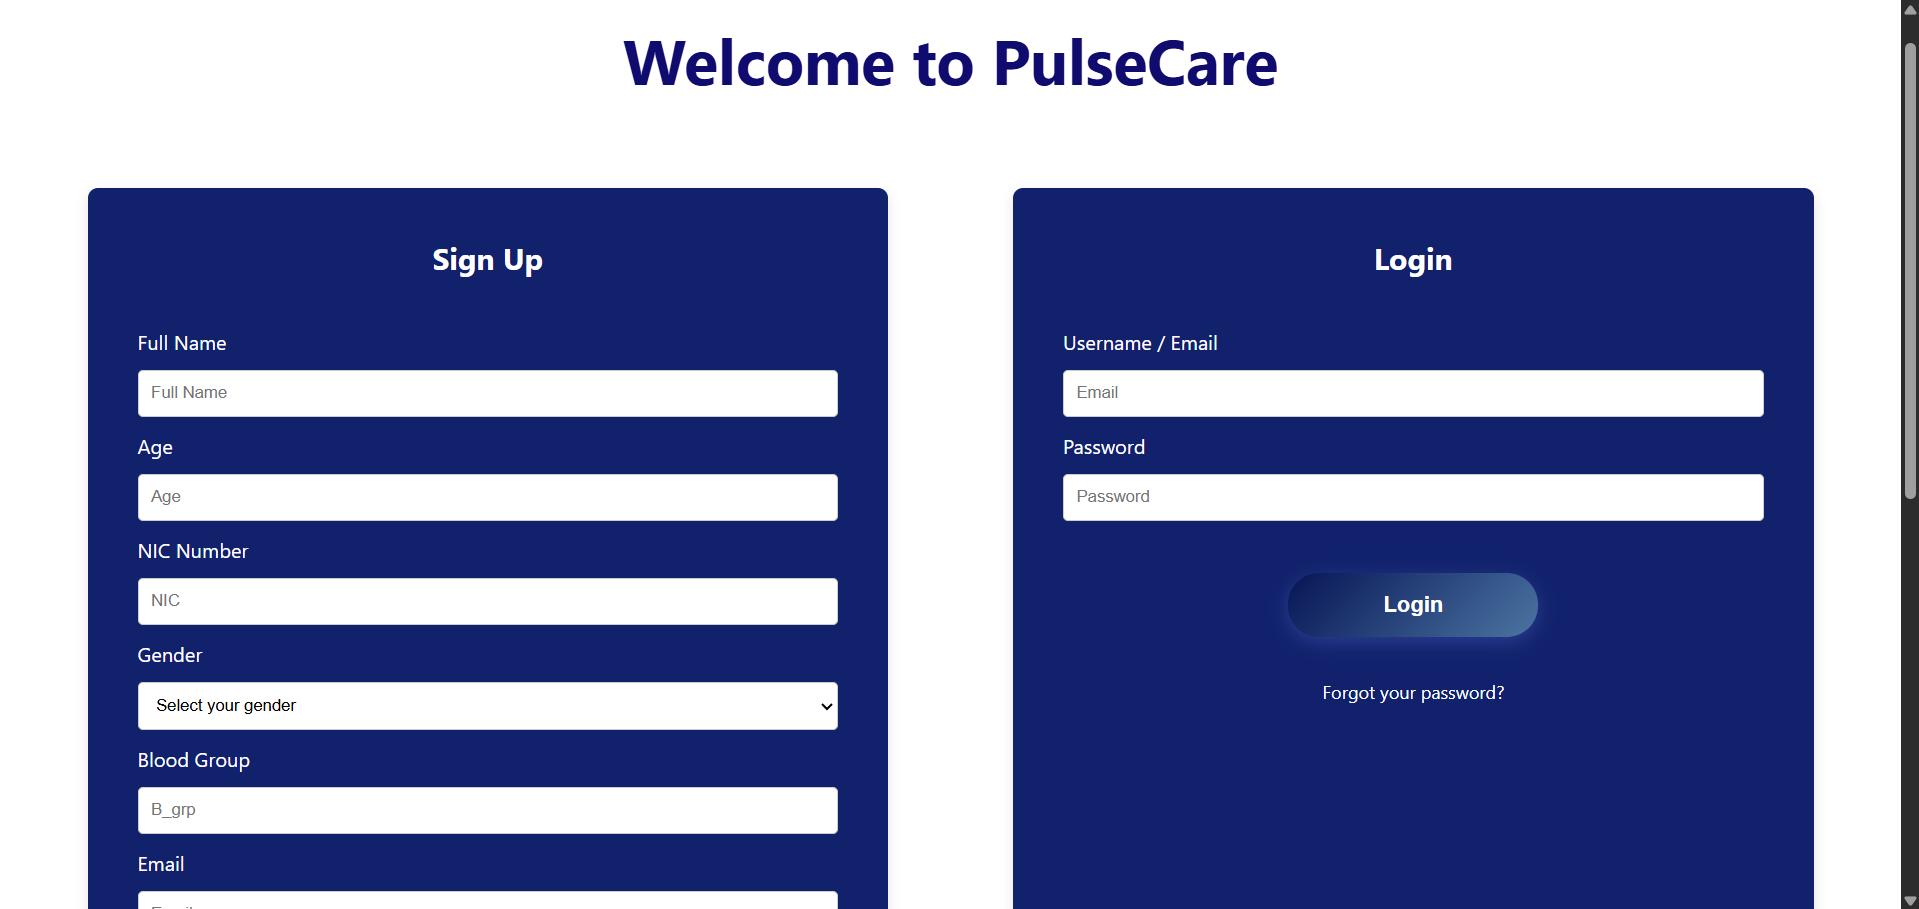 Welcome to PulseCare
Sign Up
Full Name
Full Name
Age
Age
NIC Number
NIC
Gender
Select your gender
Blood Group
B_grp
Email
Login
Username / Email
Email
Password
Password
Login
Forgot your password?